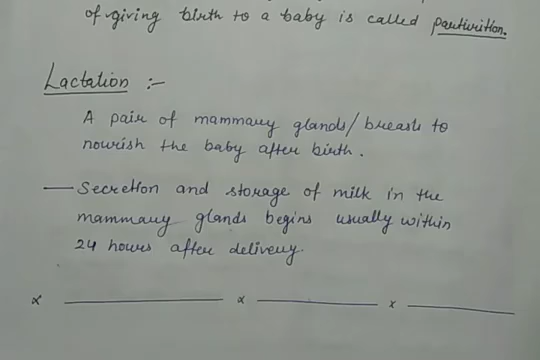 of giving birth to a baby is called parturition.
Lactation :-
A pair of mammary glands/breasts to
nourish the baby after birth.
— Secretion and storage of milk in the
mammary glands begins usually within
24 hours after delivery.
x ———— x ———— x ————